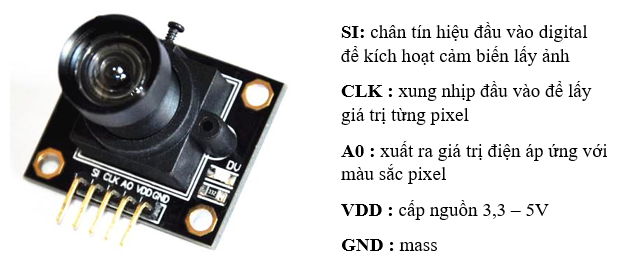 SI: chân tín hiệu đầu vào digital
để kích hoạt cảm biến lấy ảnh
CLK : xung nhịp đầu vào để lấy
giá trị từng pixel
A0 : xuất ra giá trị điện áp ứng với
màu sắc pixel
VDD : cấp nguồn 3,3 – 5V
GND : mass
DV
SI CLK AO VDD GND